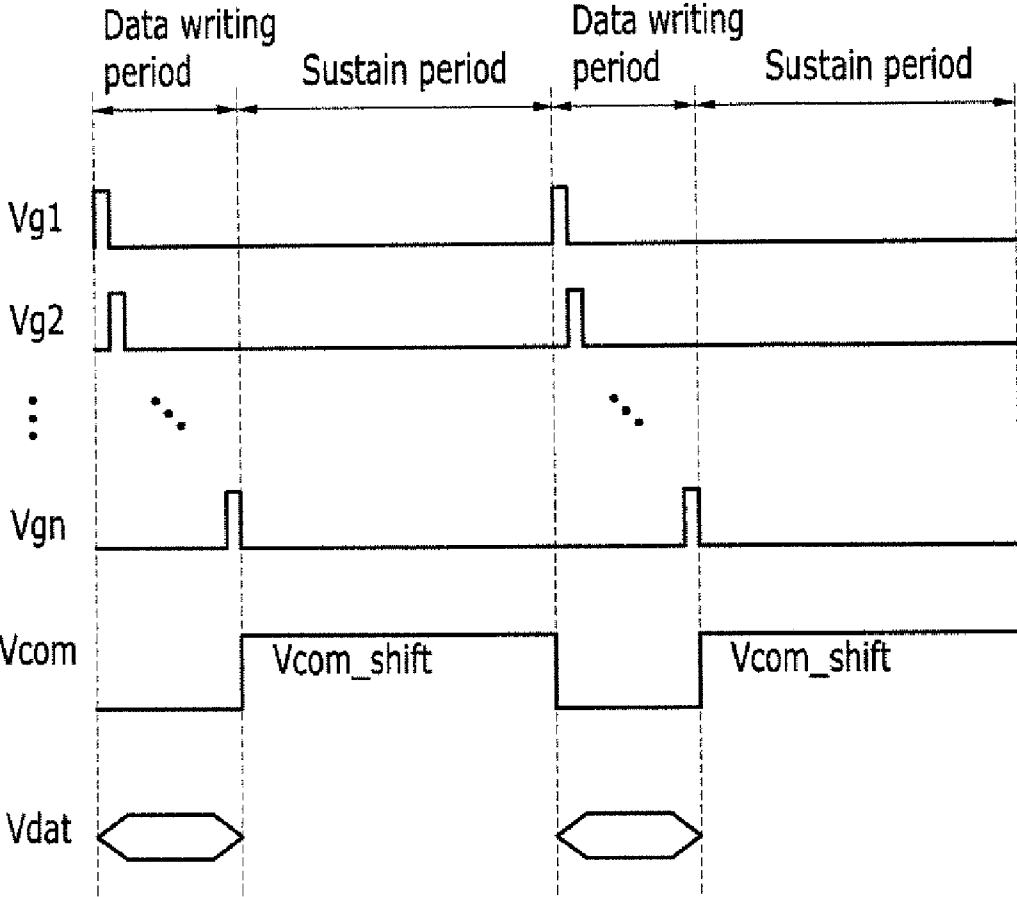 Data writing
period
Sustain period
Data writing
period
Sustain period
Vg1
Vg2
Vgn
Vcom
Vcom_shift
Vcom_shift
Vdat